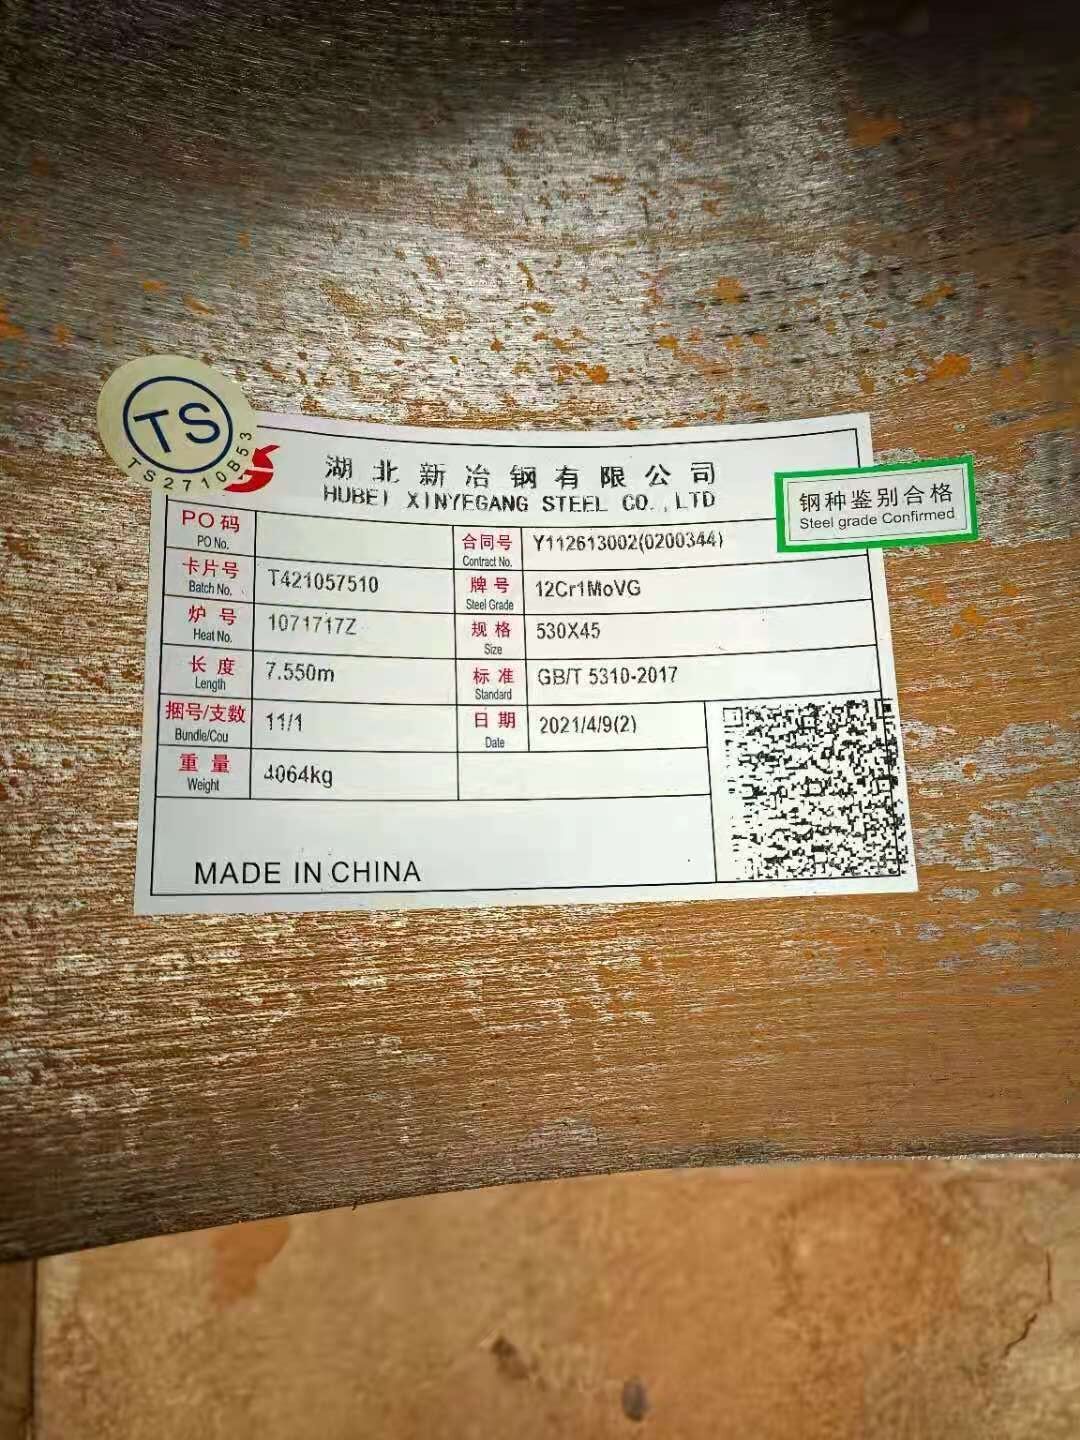 TS
TS2710B53
湖北新冶钢有限公司
HUBEI XINYEGANG STEEL CO.,LTD
钢种鉴别合格
Steel grade Confirmed
PO码
PO No.
合同号 Y112613002(0200344)
Contract No.
卡片号 T421057510
Batch No.
牌号 12Cr1MoVG
Steel Grade
炉号 1071717Z
Heat No.
规格 530X45
Size
长度 7.550m
Length
标准 GB/T 5310-2017
Standard
捆号/支数 11/1
Bundle/Cou
日期 2021/4/9(2)
Date
重量 4064kg
Weight
MADE IN CHINA